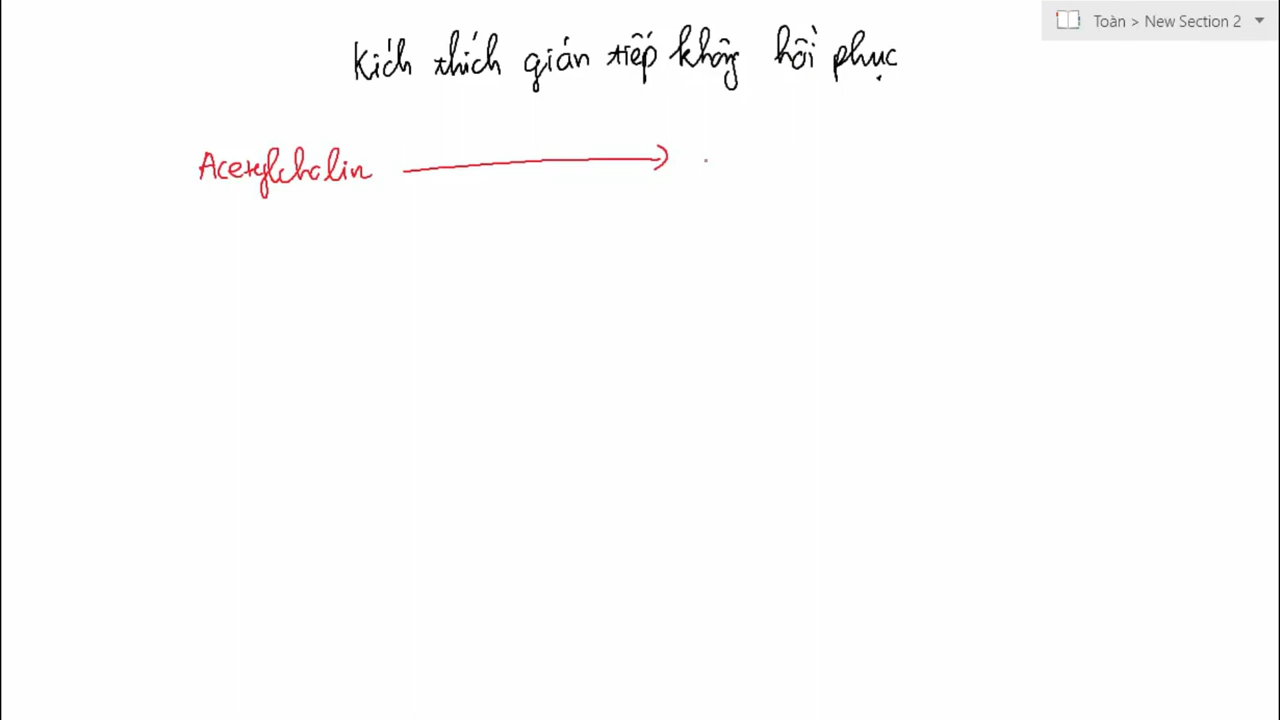 Toàn > New Section 2
Kích thích gián tiếp không hồi phục
Acetylcholin